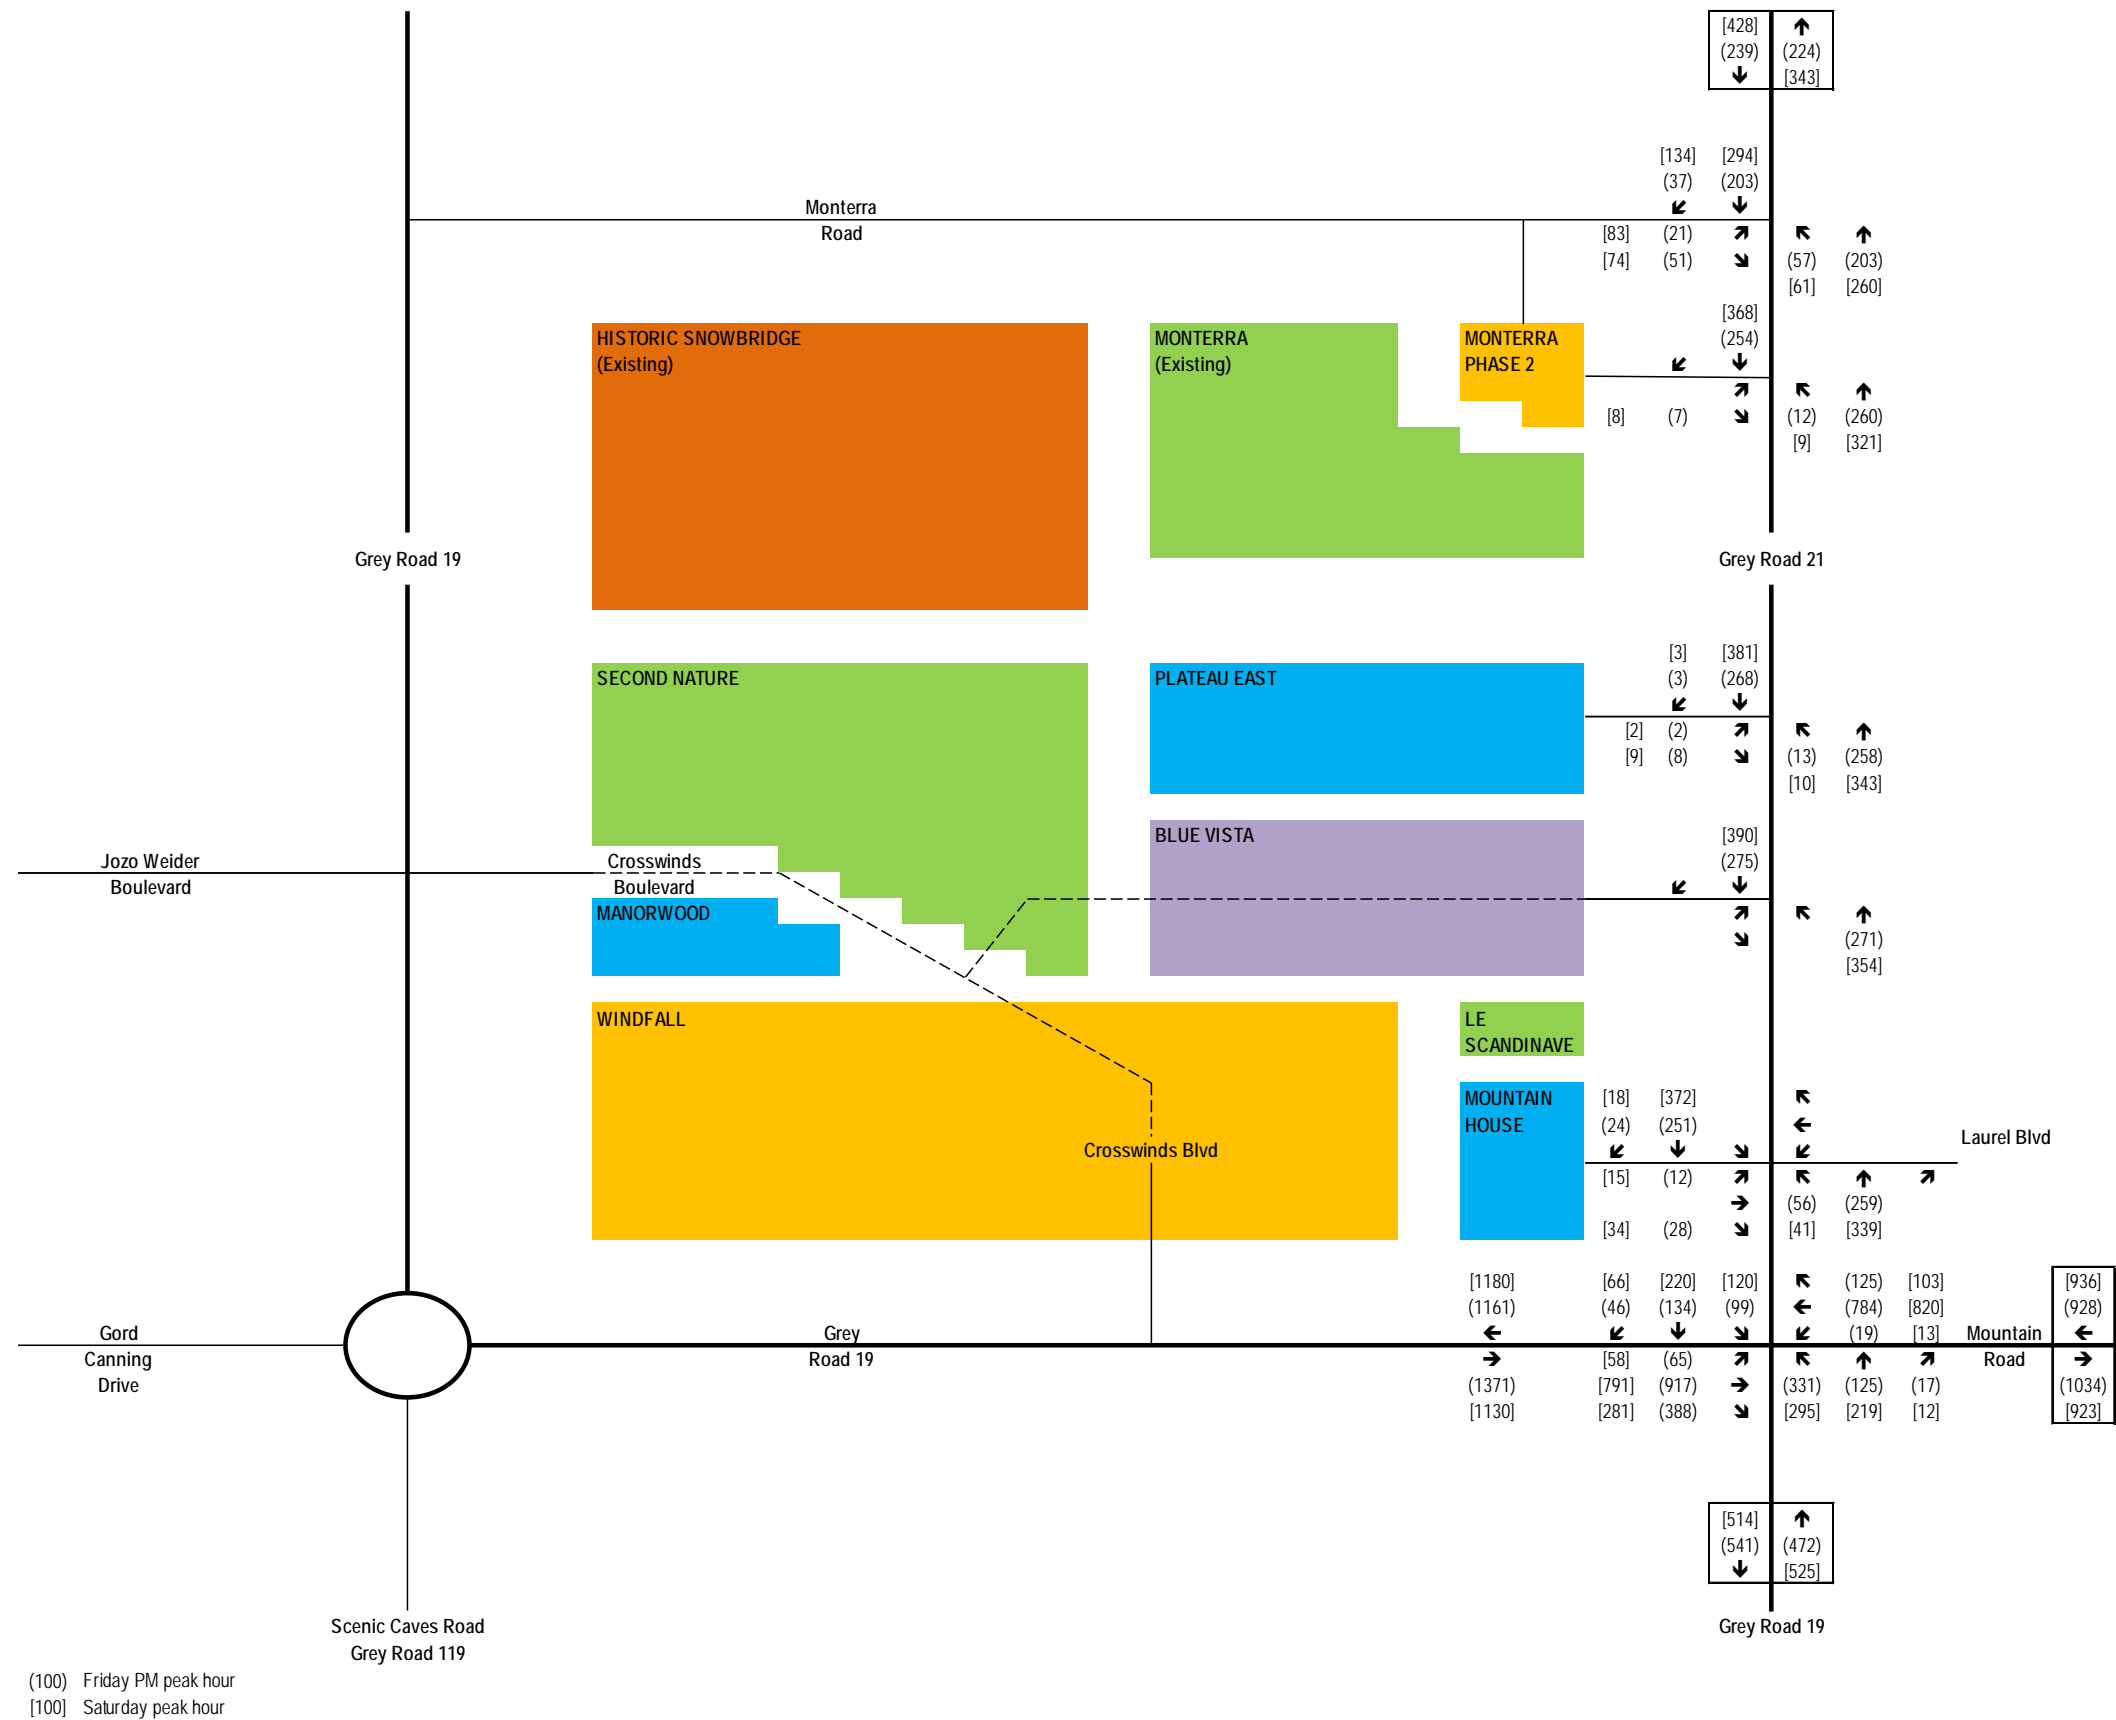 [428]
(239) (224)
[343]
[134] [294]
(37) (203)
Monterra
Road
[83] (21)
[74] (51) (57) (203)
[61] [260]
[368]
HISTORIC SNOWBRIDGE
(Existing)
MONTERRA
(Existing)
MONTERRA
PHASE 2
(254)
[8] (7) (12) (260)
[9] [321]
Grey Road 19
Grey Road 21
[3] [381]
SECOND NATURE
PLATEAU EAST
(3) (268)
[2] (2)
[9] (8) (13) (258)
[10] [343]
BLUE VISTA
[390]
(275)
Jozo Weider
Boulevard
Crosswinds
Boulevard
MANORWOOD
(271)
[354]
WINDFALL
LE
SCANDINAVE
MOUNTAIN
HOUSE
[18] [372]
(24) (251)
Laurel Blvd
Crosswinds Blvd
[15] (12)
(56) (259)
[34] (28) [41] [339]
[1180] [66] [220] [120] (125) [103] [936]
(1161) (46) (134) (99) (784) [820] (928)
(19) [13]
Gord
Canning
Drive
Grey
Road 19
Mountain
Road
[58] (65)
(1371) [791] (917) (331) (125) (17) (1034)
[1130] [281] (388) [295] [219] [12] [923]
[514]
(541) (472)
[525]
Scenic Caves Road
Grey Road 119
Grey Road 19
(100) Friday PM peak hour
[100] Saturday peak hour